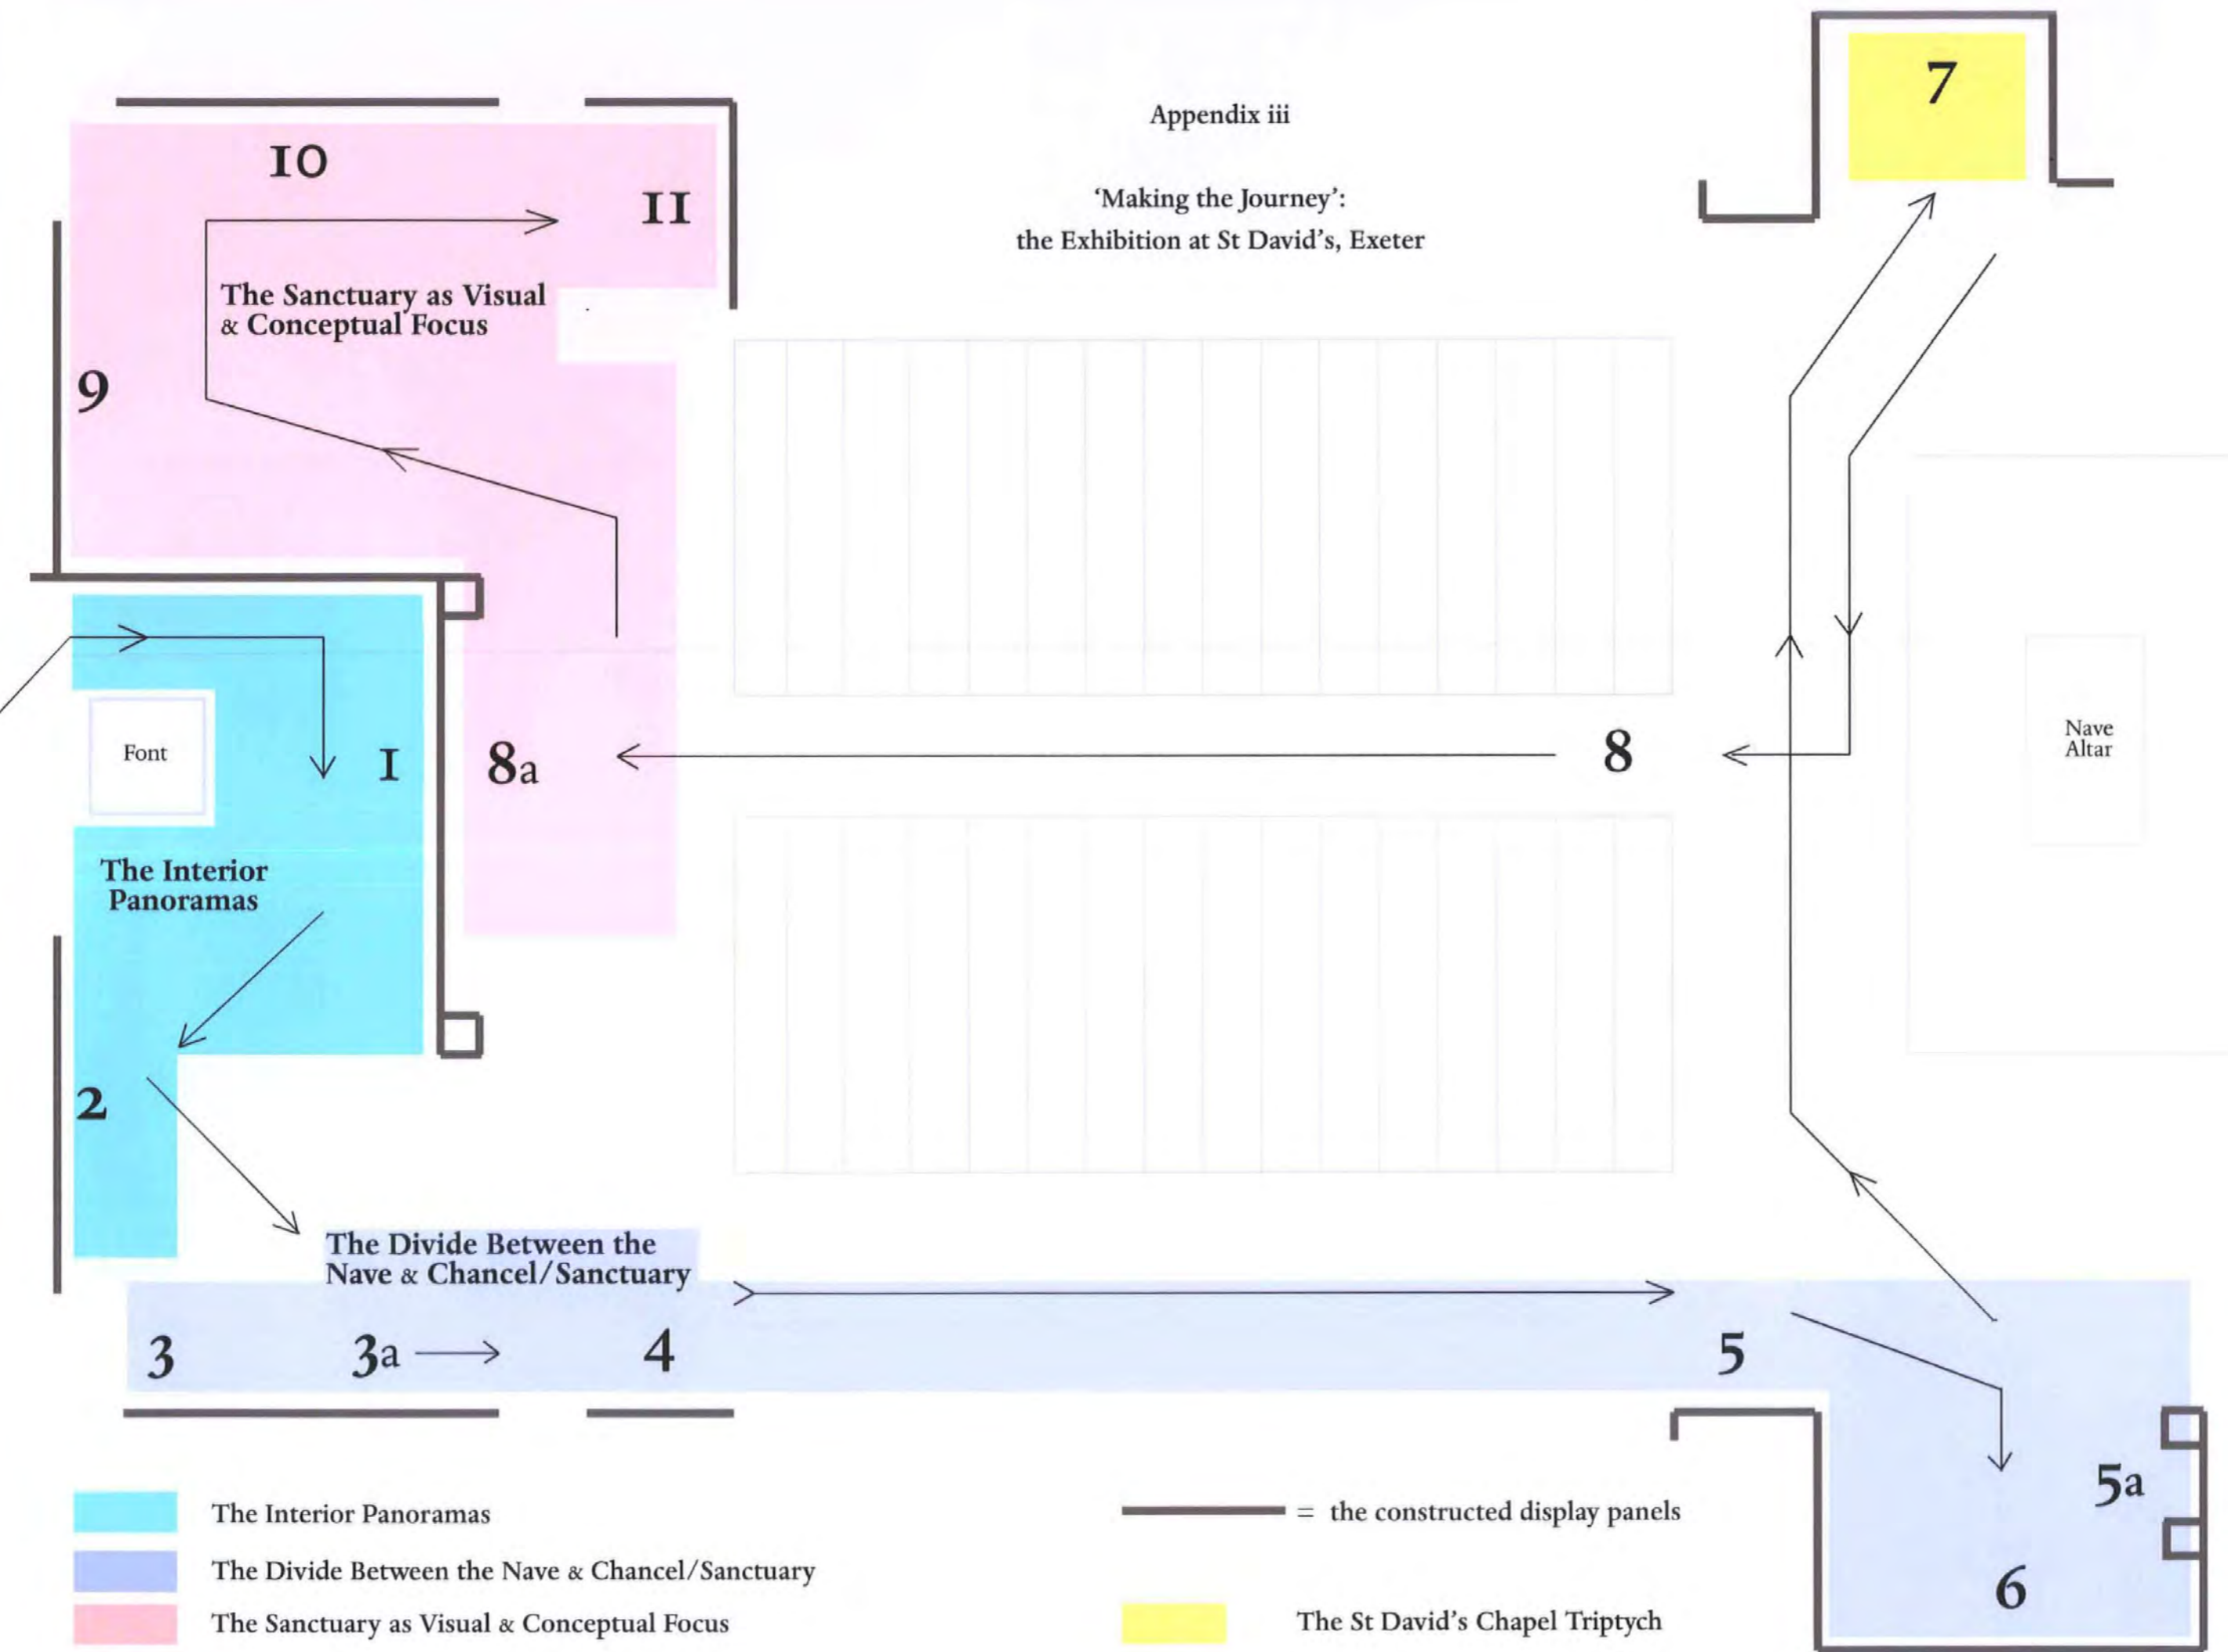 Appendix iii
'Making the Journey':
the Exhibition at St David's, Exeter
7
10
11
The Sanctuary as Visual
& Conceptual Focus
9
Font
1
8a
8
Nave
Altar
The Interior
Panoramas
2
The Divide Between the
Nave & Chancel/Sanctuary
3
3a
4
5
5a
6
The Interior Panoramas
The Divide Between the Nave & Chancel/Sanctuary
The Sanctuary as Visual & Conceptual Focus
= the constructed display panels
The St David's Chapel Triptych